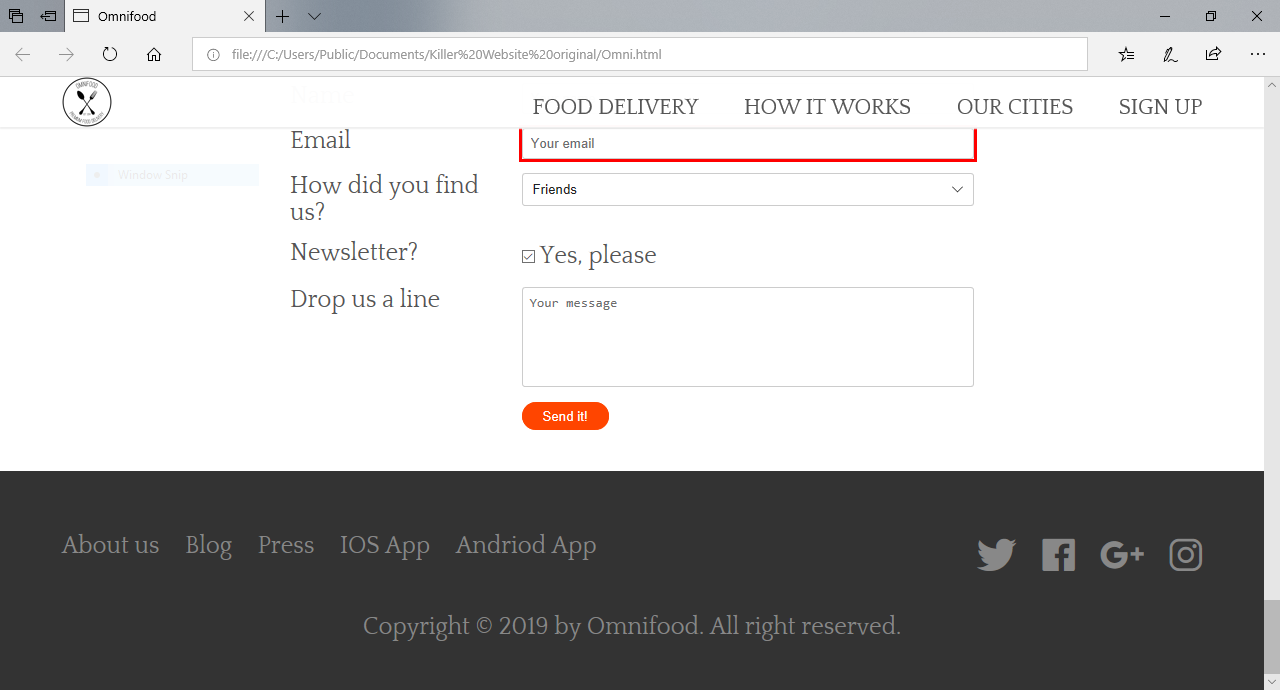 Omnifood
file:///C:/Users/Public/Documents/Killer%20Website%20original/Omni.html
OMNIFOOD
PREMIUM FOOD DELIVERY
FOOD DELIVERY HOW IT WORKS OUR CITIES SIGN UP
Name
Email
Your email
Window Snip
How did you find
us?
Friends
Newsletter?
Yes, please
Drop us a line
Your message
Send it!
About us Blog Press IOS App Andriod App
Copyright © 2019 by Omnifood. All right reserved.